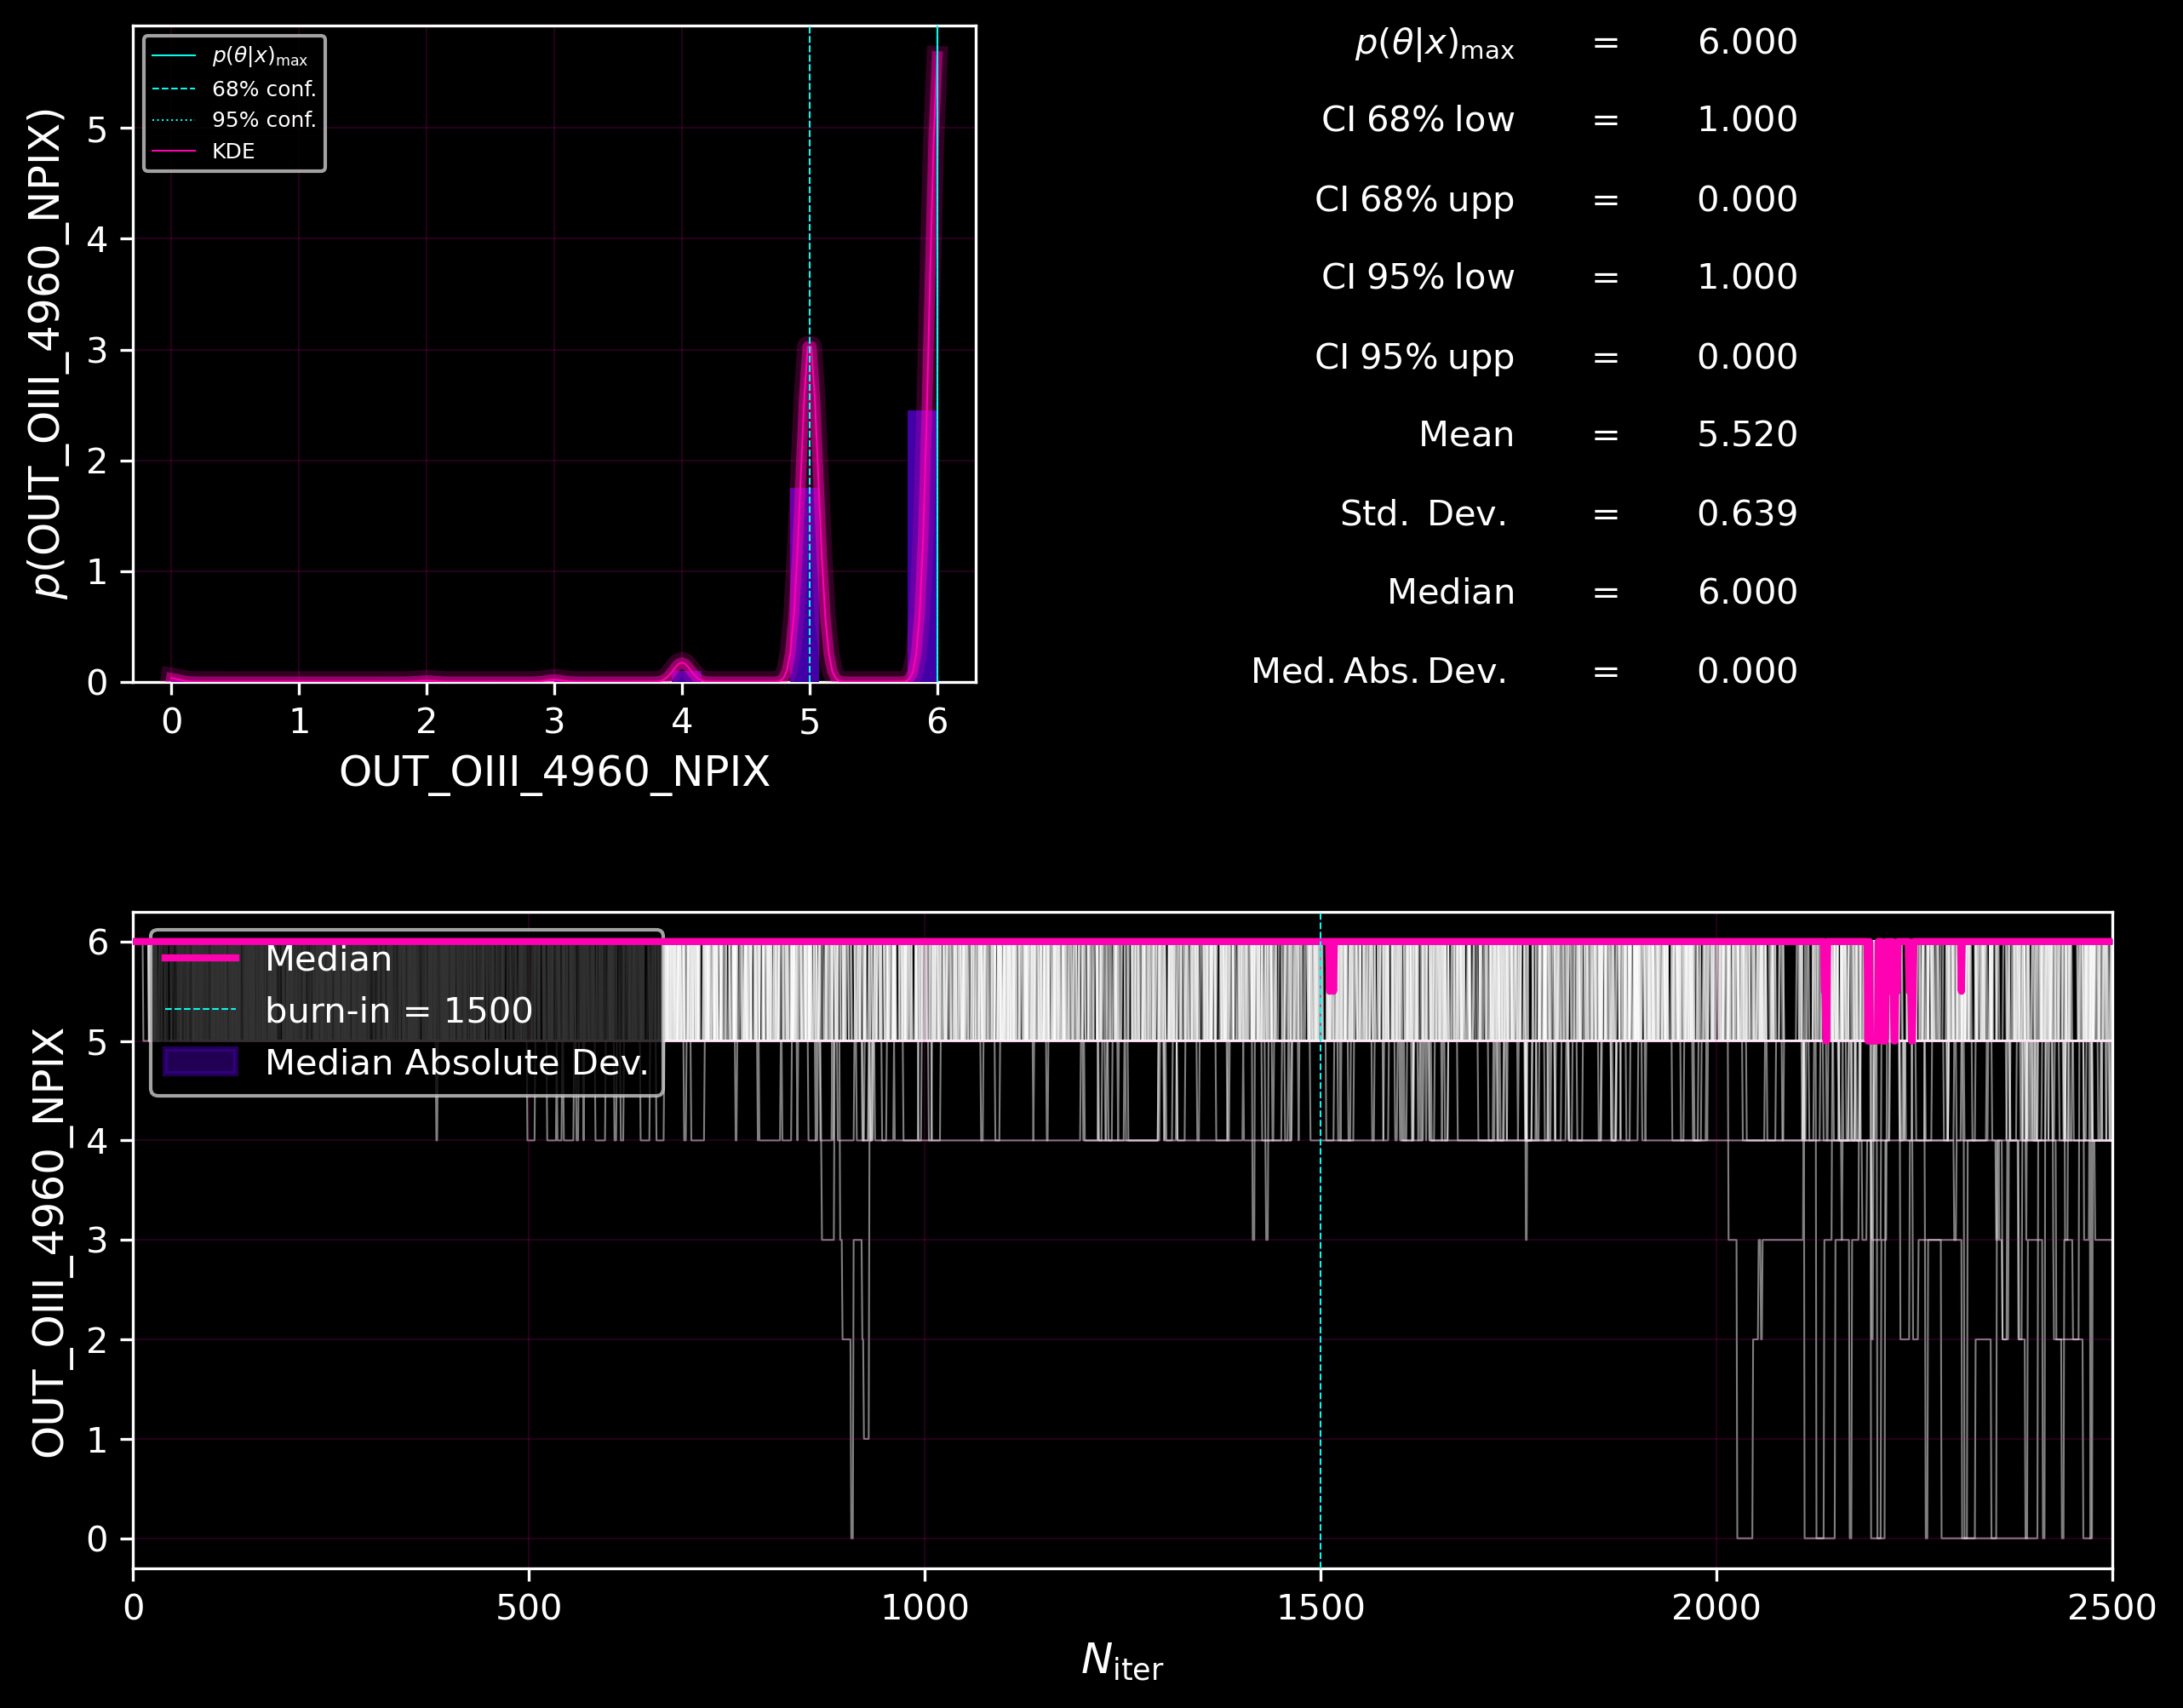 p(θ|x)max
68% conf.
95% conf.
KDE
p(OUT_OIII_4960_NPIX)
5
4
3
2
1
0
0 1 2 3 4 5 6
OUT_OIII_4960_NPIX
p(θ|x)max = 6.000
CI 68% low = 1.000
CI 68% upp = 0.000
CI 95% low = 1.000
CI 95% upp = 0.000
Mean = 5.520
Std. Dev. = 0.639
Median = 6.000
Med. Abs. Dev. = 0.000
Median
burn-in = 1500
Median Absolute Dev.
OUT_OIII_4960_NPIX
6
5
4
3
2
1
0
0 500 1000 1500 2000 2500
Niter